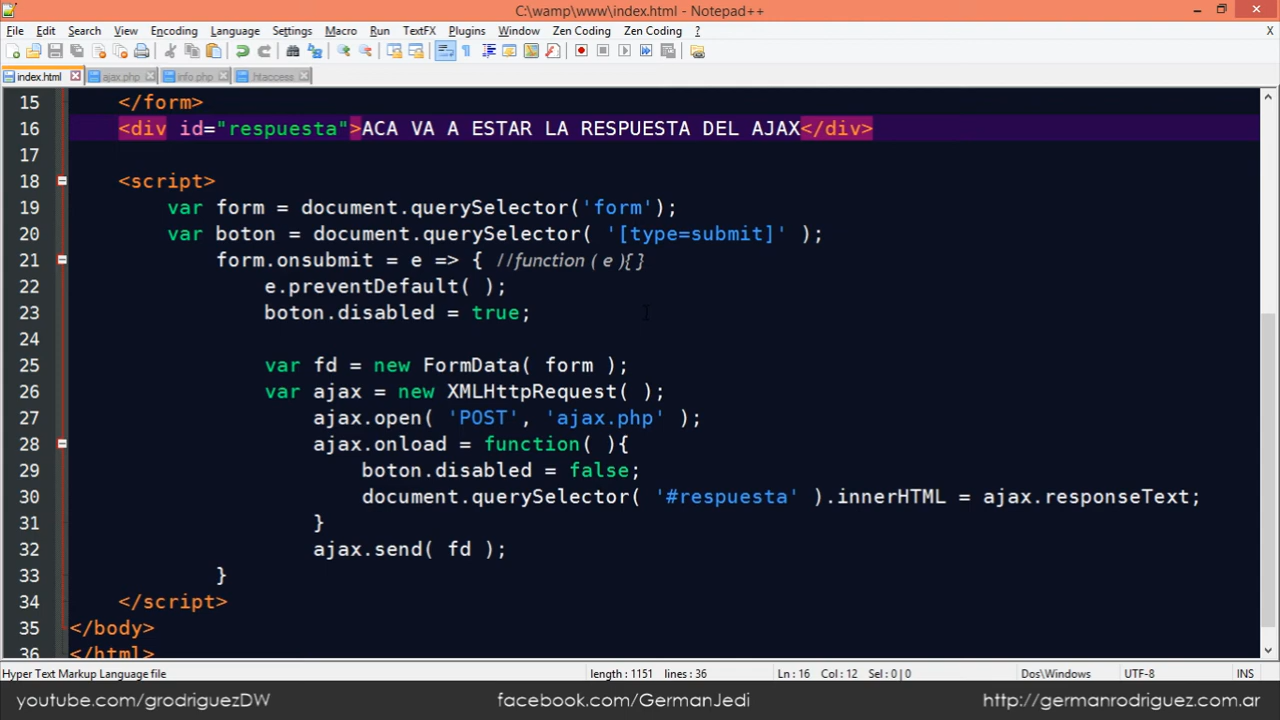 C:\wamp\www\index.html - Notepad++
File Edit Search View Encoding Language Settings Macro Run TextFX Plugins Window Zen Coding Zen Coding ? X
index.html ajax.php info.php .htaccess
15 </form>
16 <div id="respuesta">ACA VA A ESTAR LA RESPUESTA DEL AJAX</div>
17
18 <script>
19 var form = document.querySelector('form');
20 var boton = document.querySelector( '[type=submit]' );
21 form.onsubmit = e => { //function ( e ){ }
22 e.preventDefault( );
23 boton.disabled = true;
24
25 var fd = new FormData( form );
26 var ajax = new XMLHttpRequest( );
27 ajax.open( 'POST', 'ajax.php' );
28 ajax.onload = function( ){
29 boton.disabled = false;
30 document.querySelector( '#respuesta' ).innerHTML = ajax.responseText;
31 }
32 ajax.send( fd );
33 }
34 </script>
35 </body>
36 </html>
Hyper Text Markup Language file length : 1151 lines : 36 Ln : 16 Col : 12 Sel : 0 | 0 Dos\Windows UTF-8 INS
youtube.com/grodriguezDW facebook.com/GermanJedi http://germanrodriguez.com.ar